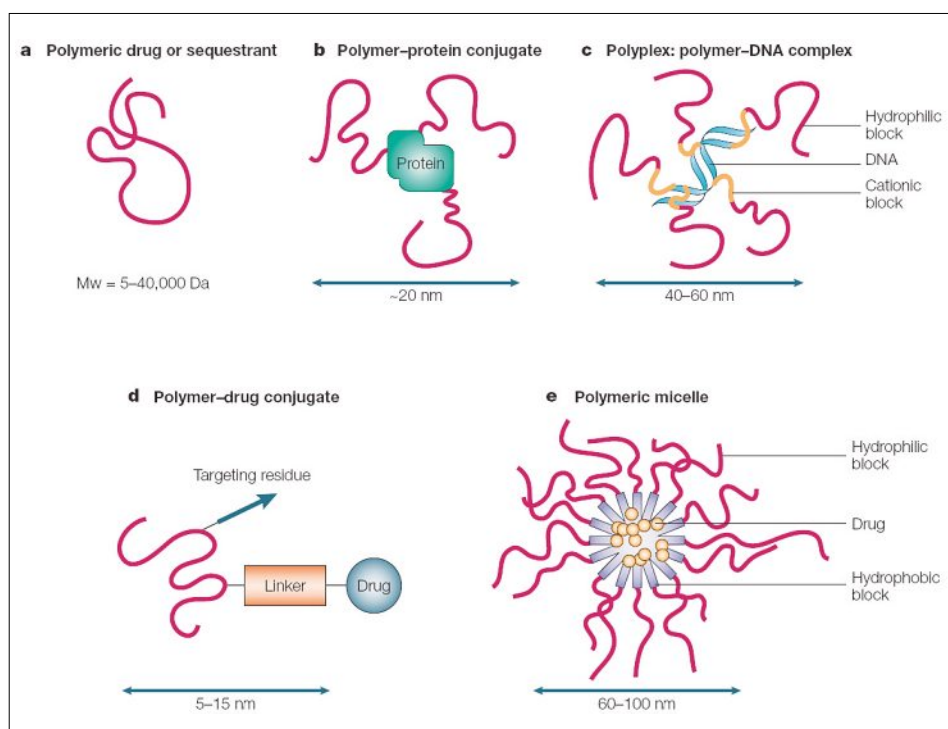 a Polymeric drug or sequestrant
Mw = 5–40,000 Da
b Polymer–protein conjugate
Protein
~20 nm
c Polyplex: polymer–DNA complex
Hydrophilic
block
DNA
Cationic
block
40–60 nm
d Polymer–drug conjugate
Targeting residue
Linker
Drug
5–15 nm
e Polymeric micelle
Hydrophilic
block
Drug
Hydrophobic
block
60–100 nm